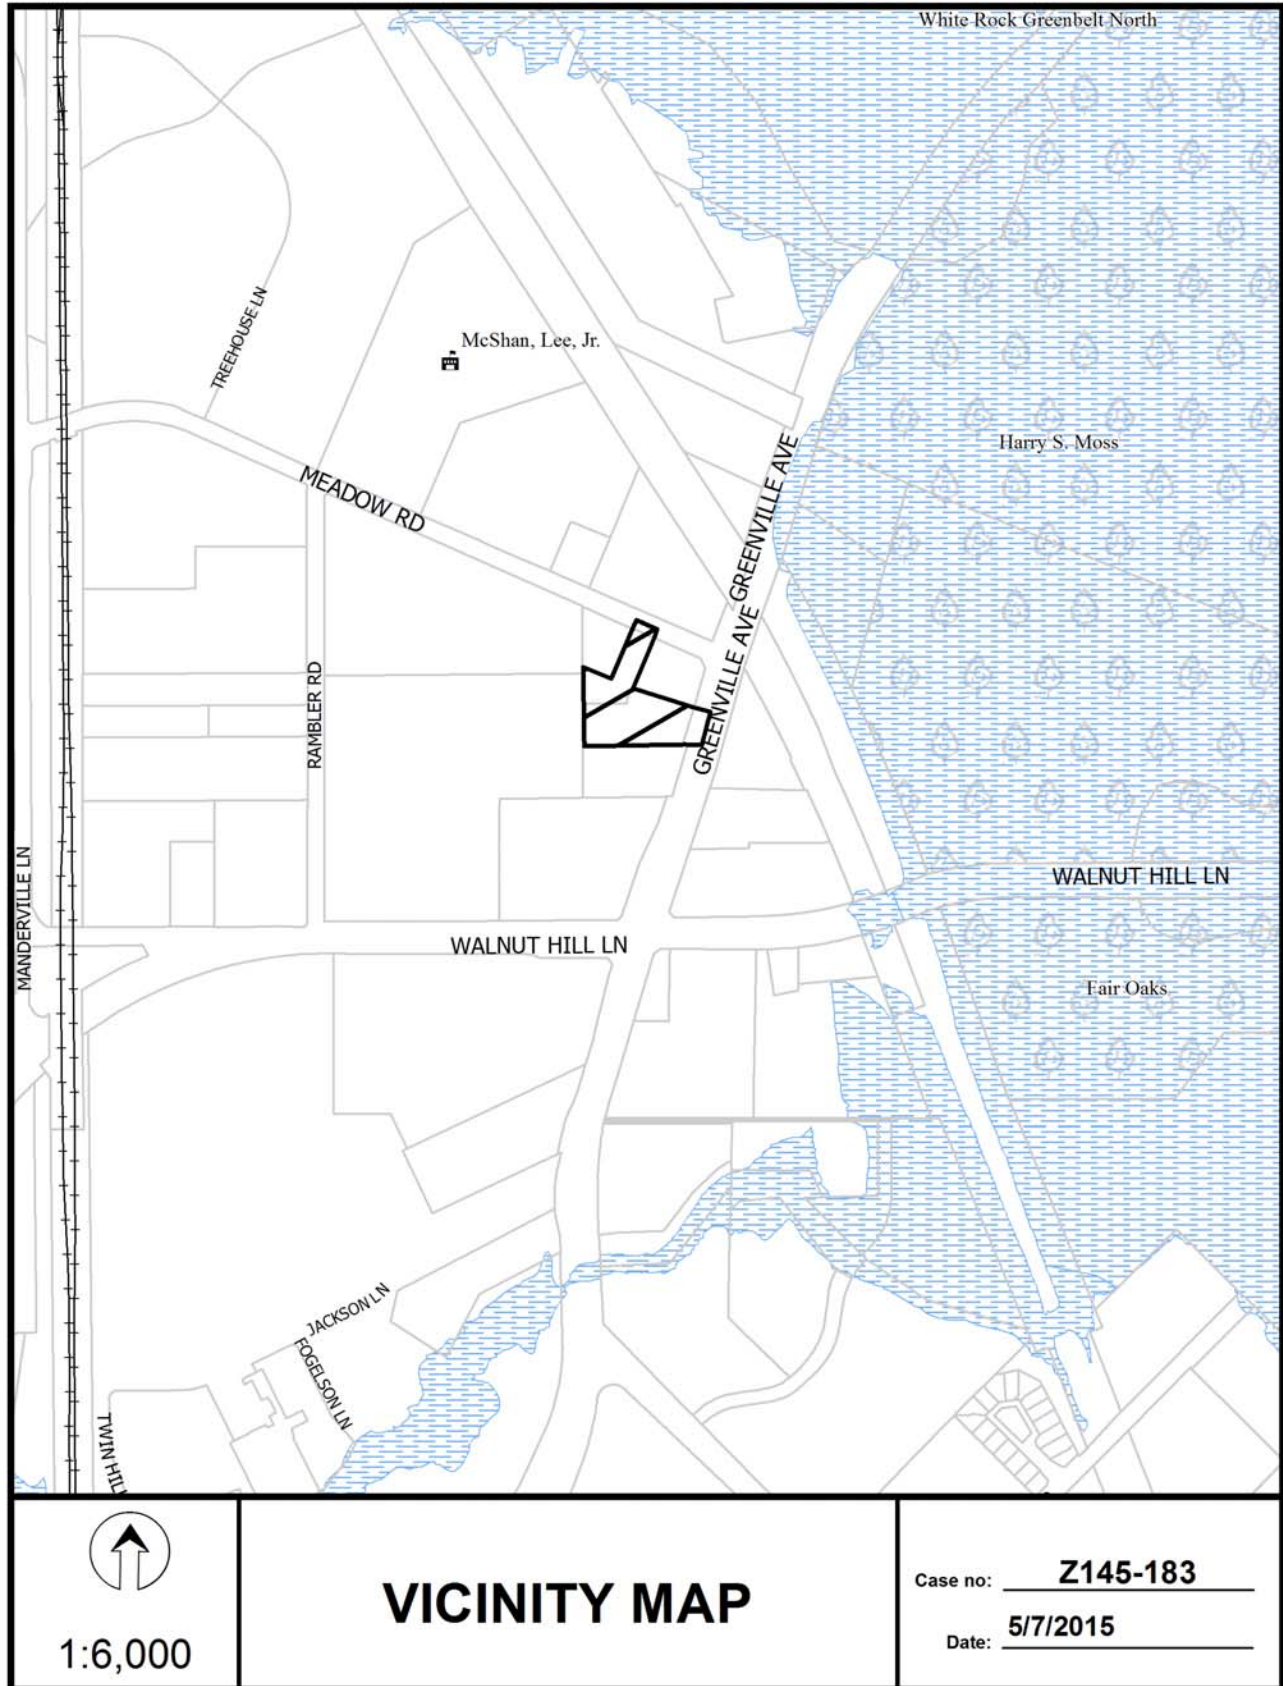 White Rock Greenbelt North
TREEHOUSE LN
McShan, Lee, Jr.
Harry S. Moss
MEADOW RD
GREENVILLE AVE
GREENVILLE AVE
RAMBLER RD
MANDERVILLE LN
WALNUT HILL LN
WALNUT HILL LN
Fair Oaks
JACKSON LN
FOGELSON LN
TWIN HIL
1:6,000
VICINITY MAP
Case no: Z145-183
Date: 5/7/2015